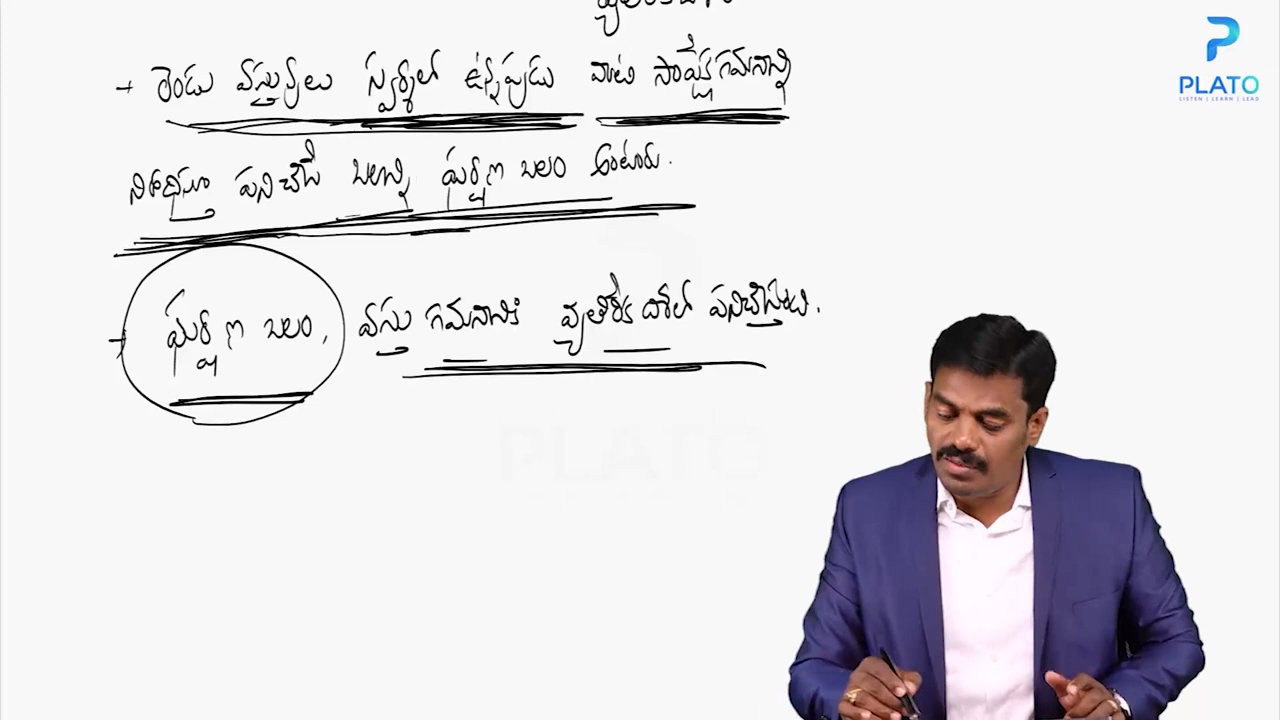 → రెండు వస్తువులు స్పర్శలో ఉన్నప్పుడు వాటి సాపేక్ష గమనాన్ని
నిరోధిస్తూ పనిచేసే బలాన్ని ఘర్షణ బలం అంటారు.
→ ఘర్షణ బలం, వస్తు గమనానికి వ్యతిరేక దిశలో పనిచేస్తుంది.
PLATO
LISTEN | LEARN | LEAD
PLATO